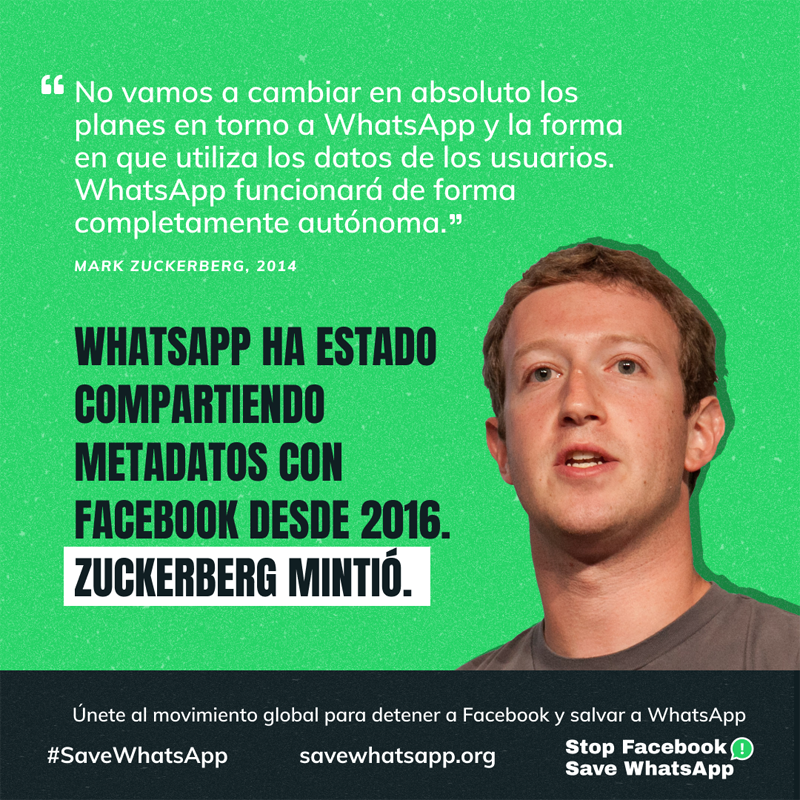 “No vamos a cambiar en absoluto los
planes en torno a WhatsApp y la forma
en que utiliza los datos de los usuarios.
WhatsApp funcionará de forma
completamente autónoma.”
MARK ZUCKERBERG, 2014
WHATSAPP HA ESTADO
COMPARTIENDO
METADATOS CON
FACEBOOK DESDE 2016.
ZUCKERBERG MINTIÓ.
Únete al movimiento global para detener a Facebook y salvar a WhatsApp
#SaveWhatsApp
savewhatsapp.org
Stop Facebook
Save WhatsApp